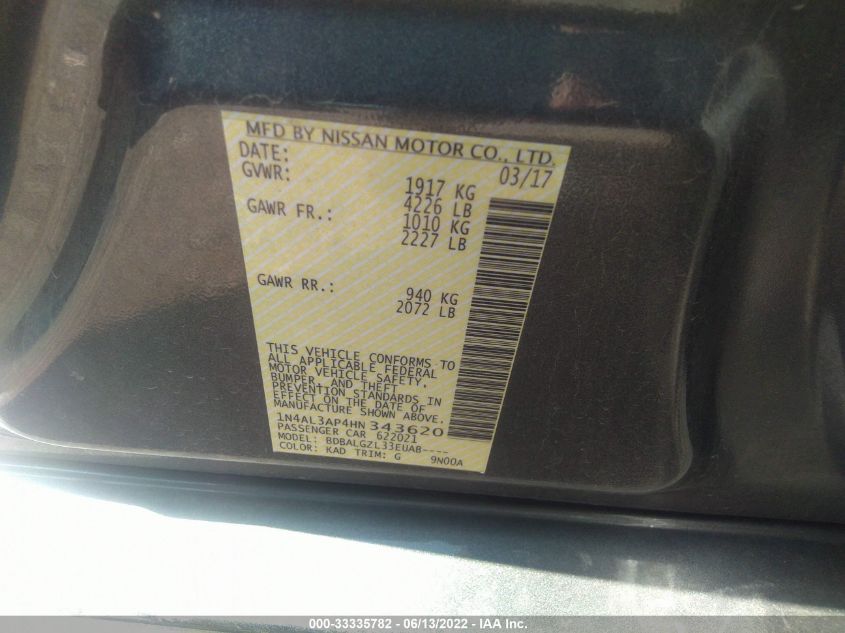 MFD BY NISSAN MOTOR CO., LTD.
DATE: 03/17
GVWR: 1917 KG
4226 LB
GAWR FR.: 1010 KG
2227 LB
GAWR RR.: 940 KG
2072 LB
THIS VEHICLE CONFORMS TO
ALL APPLICABLE FEDERAL
MOTOR VEHICLE SAFETY,
BUMPER, AND THEFT
PREVENTION STANDARDS IN
EFFECT ON THE DATE OF
MANUFACTURE SHOWN ABOVE.
1N4AL3AP4HN 343620
PASSENGER CAR 622021
MODEL: BDBALGZL33EUAB----
COLOR: KAD TRIM: G 9N00A
000-33335782 - 06/13/2022 - IAA Inc.